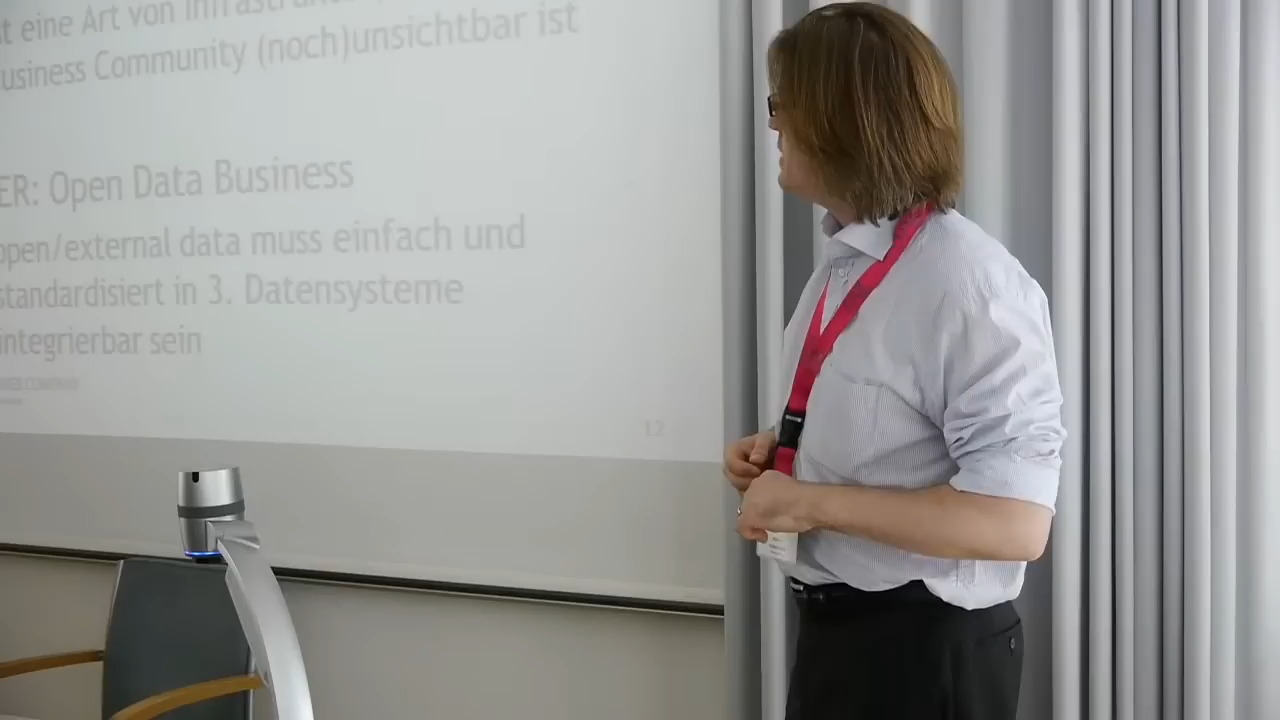 eine Art von Infrastruktur
usiness Community (noch)unsichtbar ist
ER: Open Data Business
open/external data muss einfach und
standardisiert in 3. Datensysteme
integrierbar sein
12